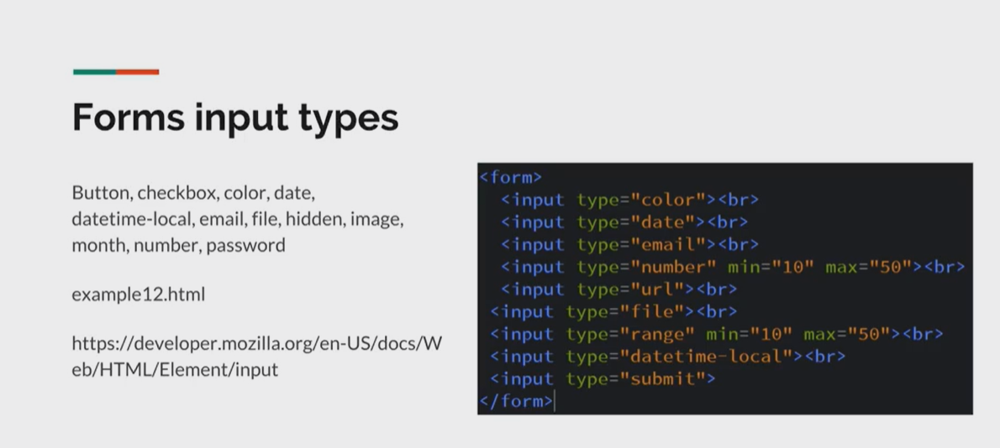 Forms input types
Button, checkbox, color, date,
datetime-local, email, file, hidden, image,
month, number, password
example12.html
https://developer.mozilla.org/en-US/docs/W
eb/HTML/Element/input
<form>
  <input type="color"><br>
  <input type="date"><br>
  <input type="email"><br>
  <input type="number" min="10" max="50"><br>
  <input type="url"><br>
 <input type="file"><br>
 <input type="range" min="10" max="50"><br>
 <input type="datetime-local"><br>
 <input type="submit">
</form>